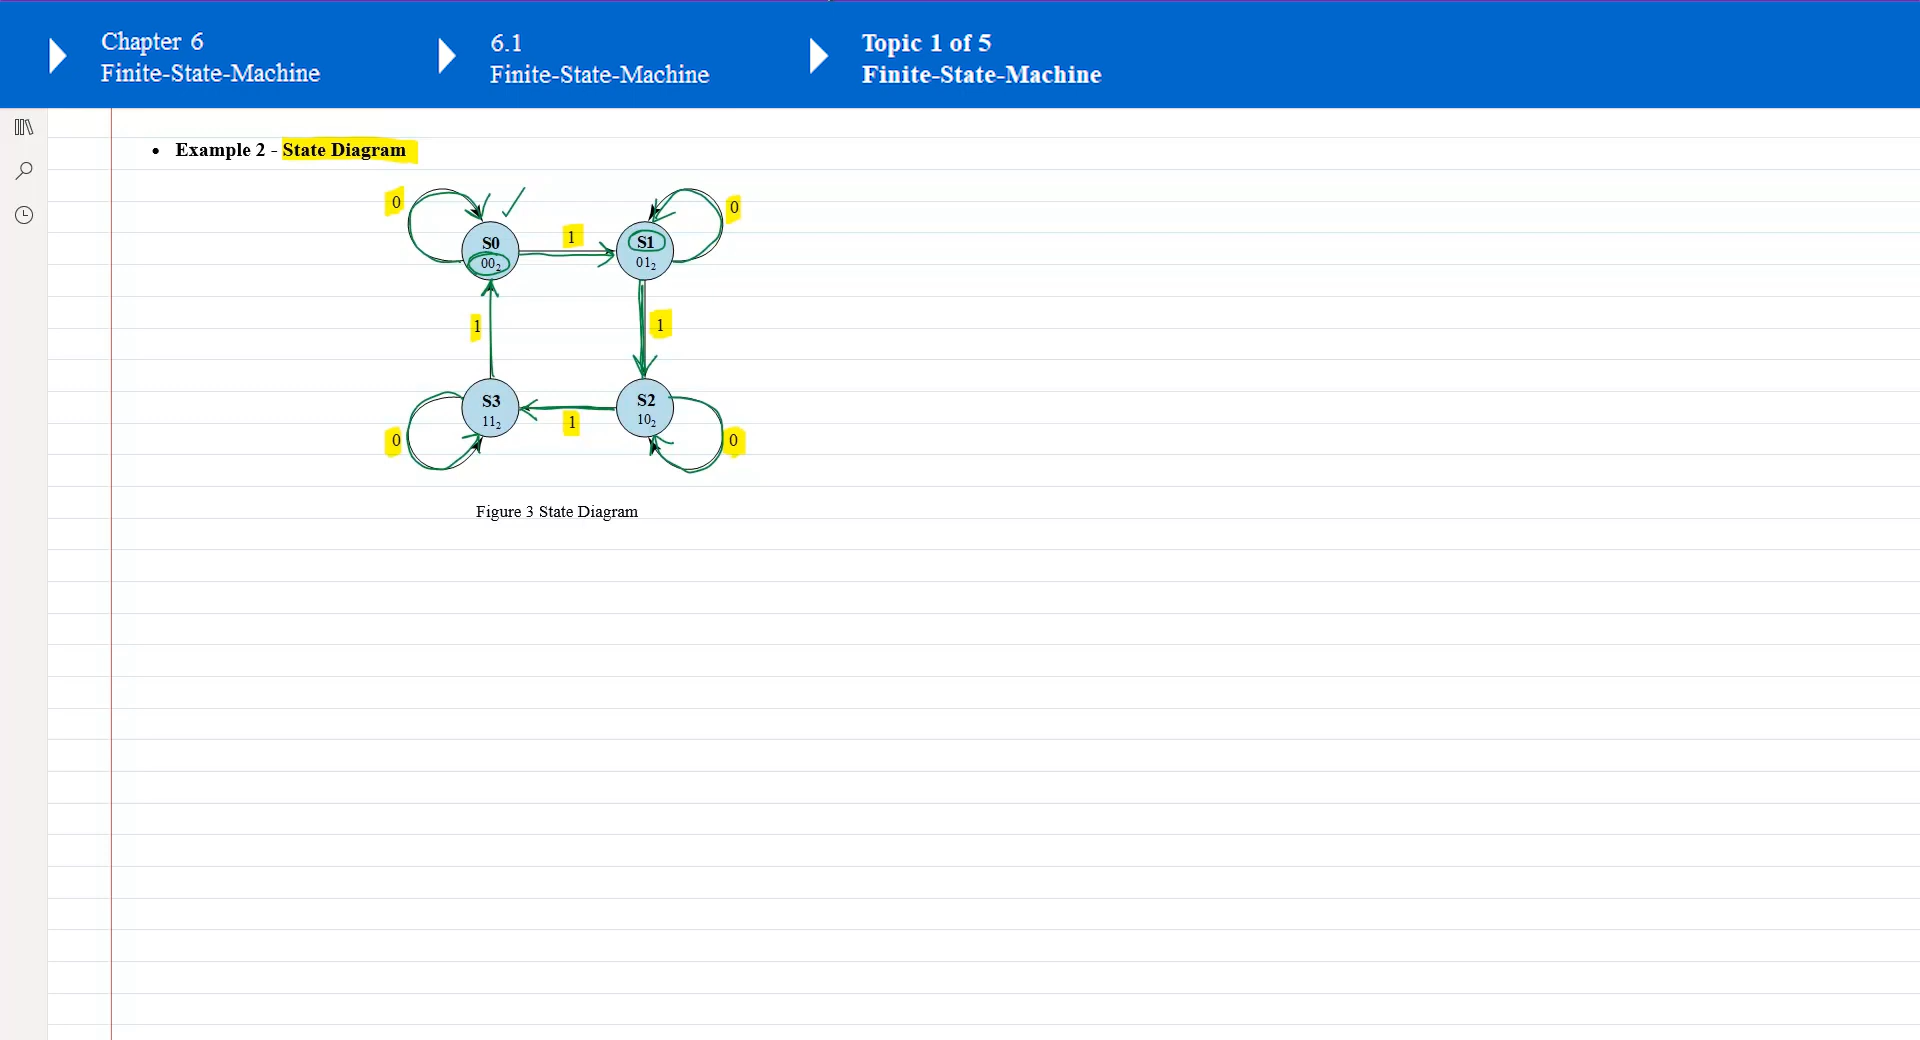 Chapter 6
Finite-State-Machine
6.1
Finite-State-Machine
Topic 1 of 5
Finite-State-Machine
• Example 2 - State Diagram
0
0
1
S0
00₂
S1
01₂
1
1
S3
11₂
S2
10₂
1
0
0
Figure 3 State Diagram